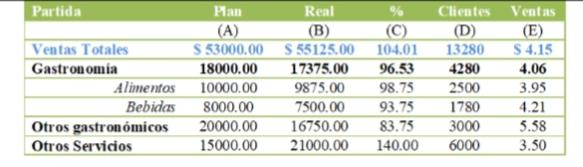 Partida Plan Real % Clientes Ventas
(A) (B) (C) (D) (E)
Ventas Totales $ 53000.00 $ 55125.00 104.01 13280 $ 4.15
Gastronomía 18000.00 17375.00 96.53 4280 4.06
Alimentos 10000.00 9875.00 98.75 2500 3.95
Bebidas 8000.00 7500.00 93.75 1780 4.21
Otros gastronómicos 20000.00 16750.00 83.75 3000 5.58
Otros Servicios 15000.00 21000.00 140.00 6000 3.50